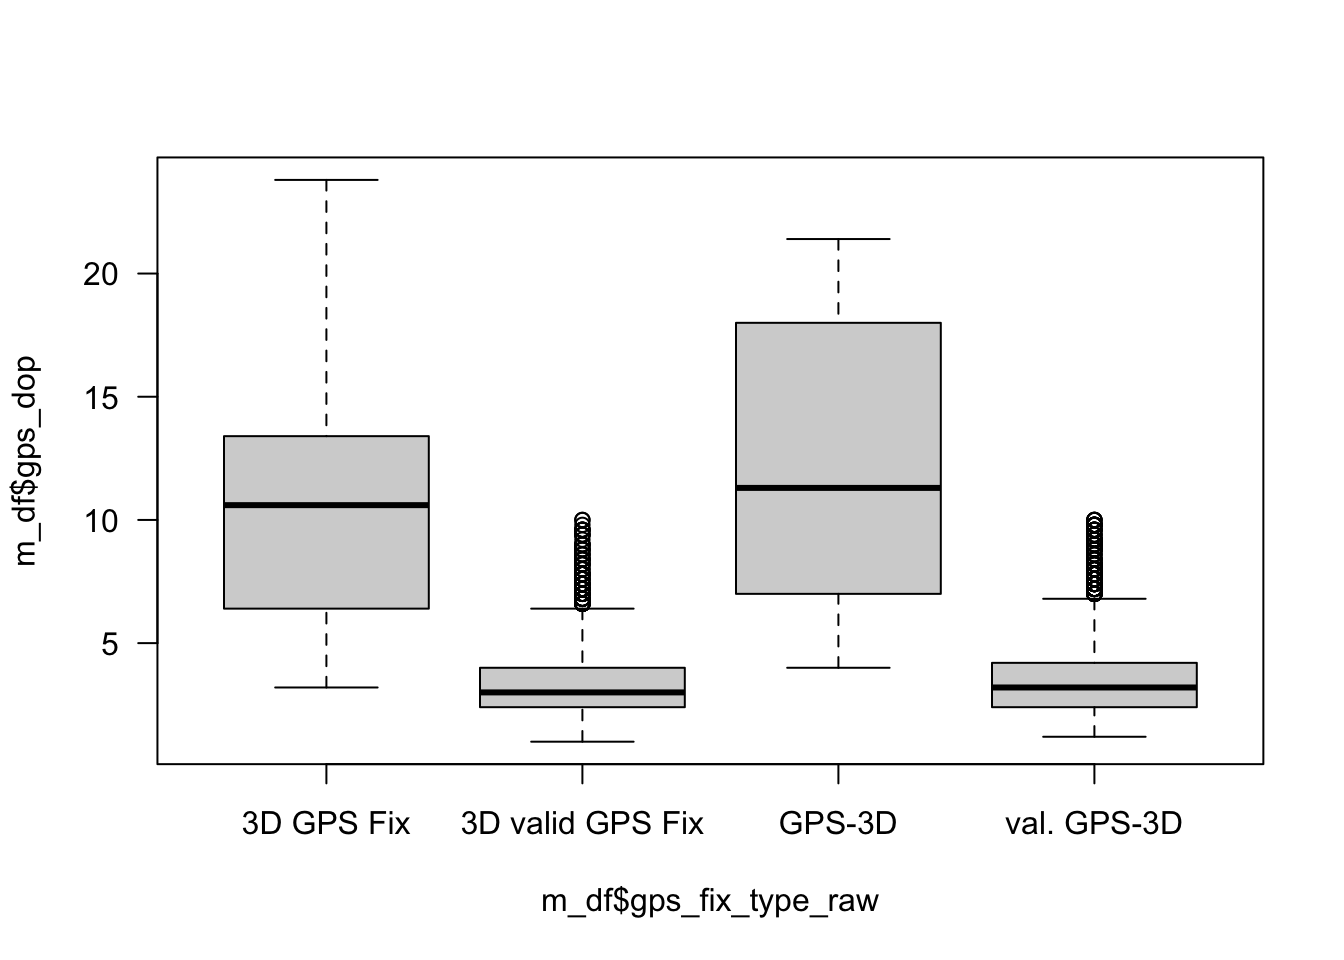 m_df$gps_dop
20
15
10
5
3D GPS Fix
3D valid GPS Fix
GPS-3D
val. GPS-3D
m_df$gps_fix_type_raw